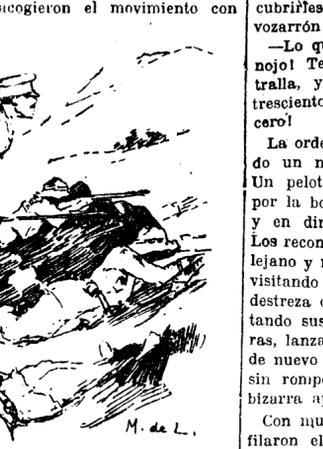 acogieron el movimiento con
M. de L.
cubrirles
vozarrón
—Lo qu
nojo! Te
tralla, y
tresciento
cero!
La orde
do un n
Un pelot
por la bo
y en dir
Los recon
lejano y r
visitando
destreza
tando sus
ras, lanza
de nuevo
sin rompe
bizarra a
Con mu
filaron el